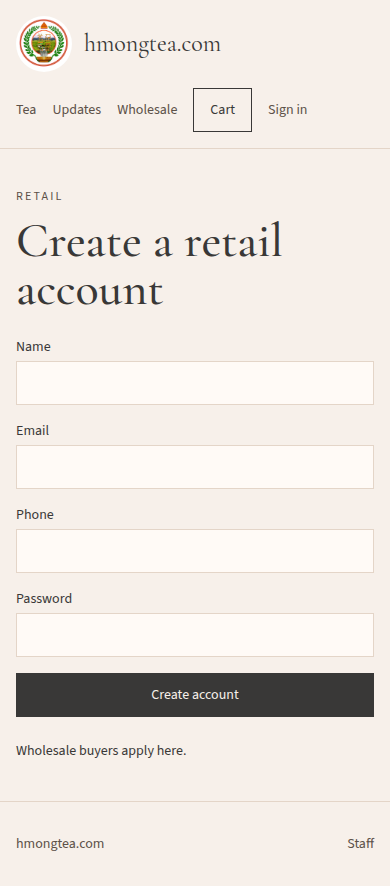 hmongtea.com
Tea Updates Wholesale Cart Sign in
RETAIL
Create a retail
account
Name
Email
Phone
Password
Create account
Wholesale buyers apply here.
hmongtea.com Staff